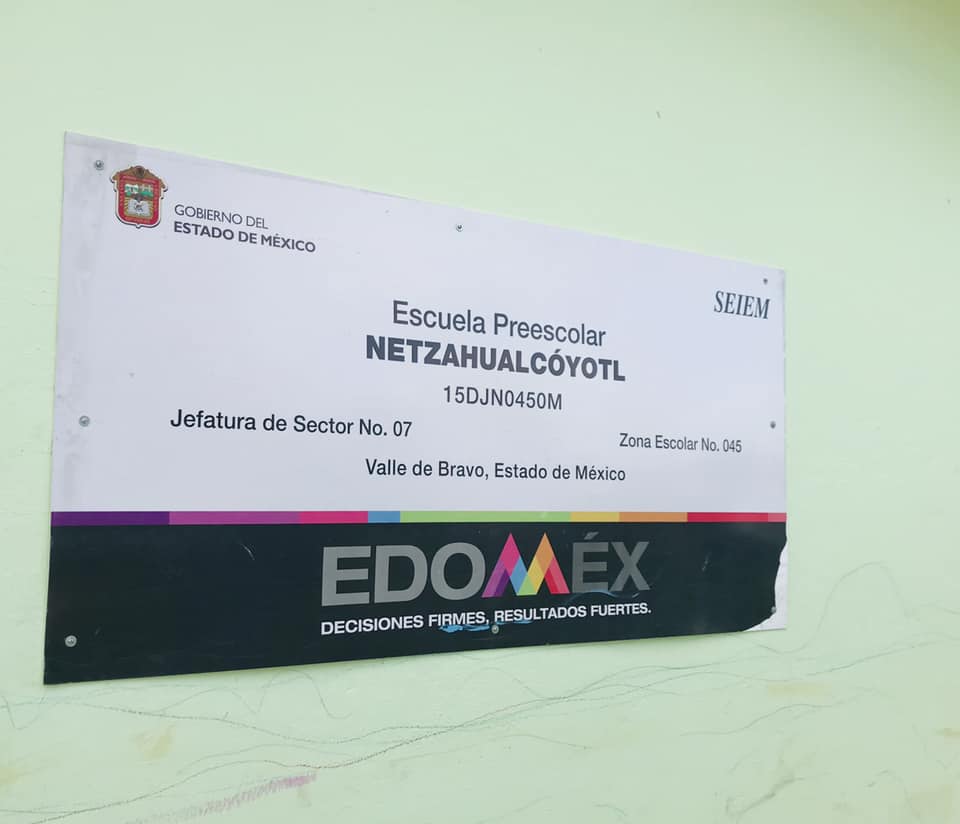 GOBIERNO DEL
ESTADO DE MÉXICO
SEIEM
Escuela Preescolar
NETZAHUALCÓYOTL
15DJN0450M
Jefatura de Sector No. 07
Zona Escolar No. 045
Valle de Bravo, Estado de México
EDOMÉX
DECISIONES FIRMES, RESULTADOS FUERTES.